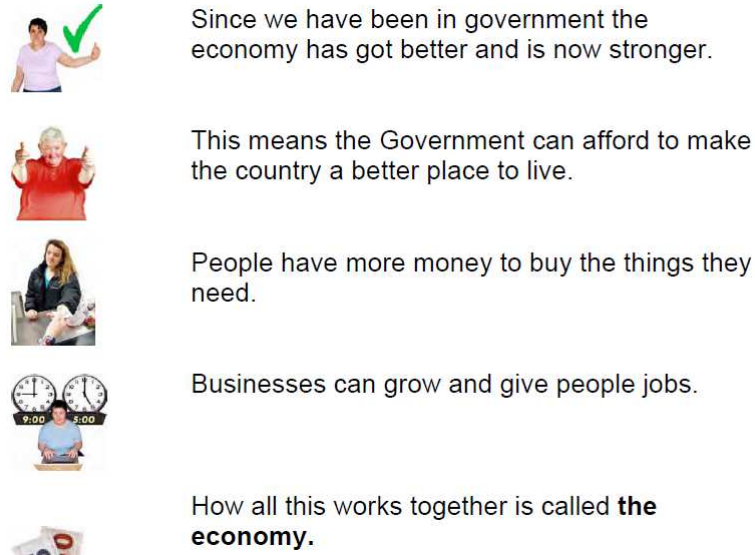 Since we have been in government the
economy has got better and is now stronger.
This means the Government can afford to make
the country a better place to live.
People have more money to buy the things they
need.
Businesses can grow and give people jobs.
9:00 5:00
How all this works together is called the
economy.